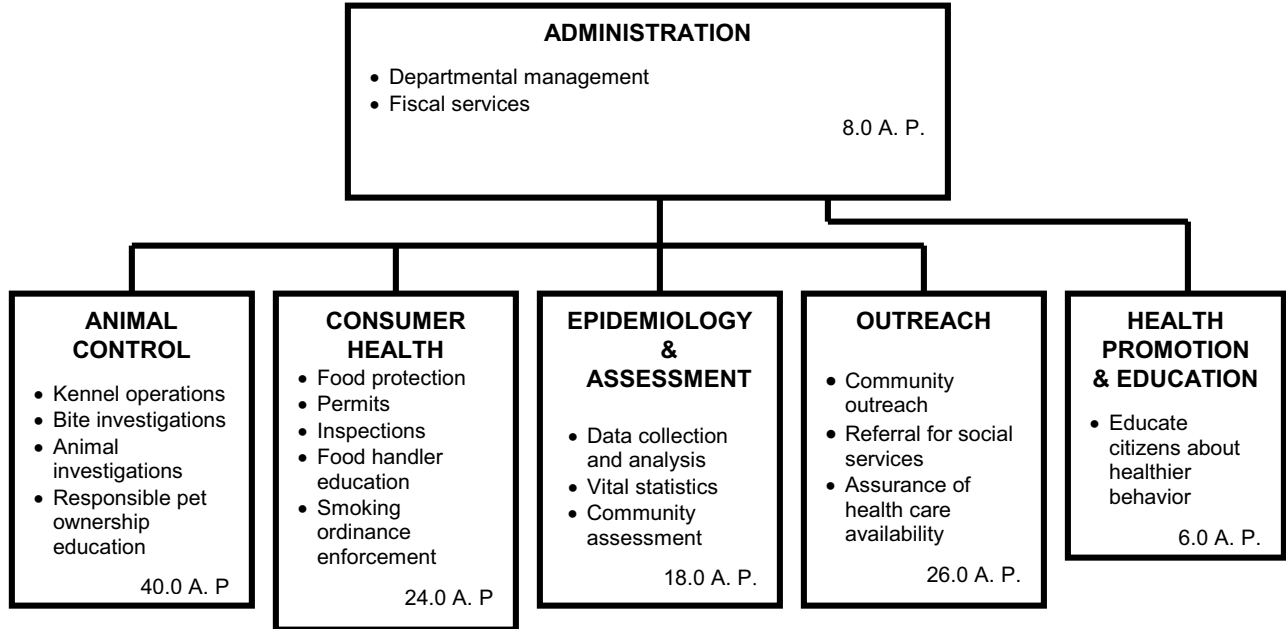 ADMINISTRATION
• Departmental management
• Fiscal services
8.0 A. P.
ANIMAL
CONTROL
• Kennel operations
• Bite investigations
• Animal
investigations
• Responsible pet
ownership
education
40.0 A. P
CONSUMER
HEALTH
• Food protection
• Permits
• Inspections
• Food handler
education
• Smoking
ordinance
enforcement
24.0 A. P
EPIDEMIOLOGY
&
ASSESSMENT
• Data collection
and analysis
• Vital statistics
• Community
assessment
18.0 A. P.
OUTREACH
• Community
outreach
• Referral for social
services
• Assurance of
health care
availability
26.0 A. P.
HEALTH
PROMOTION
& EDUCATION
• Educate
citizens about
healthier
behavior
6.0 A. P.